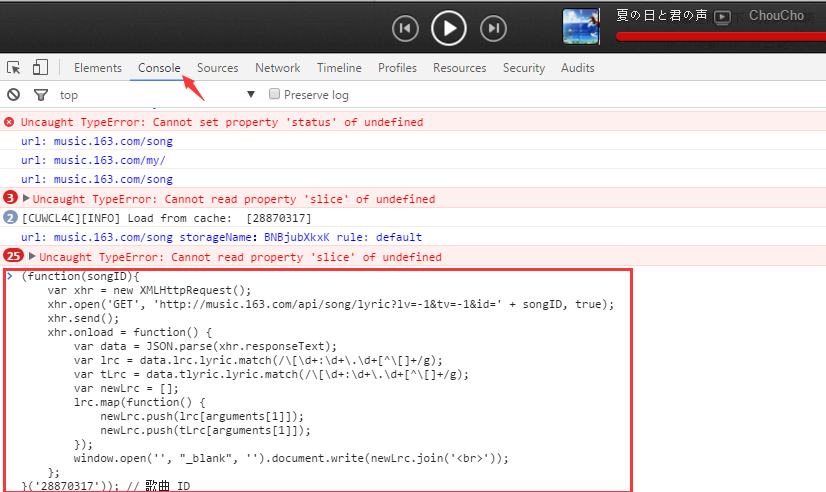 夏の日と君の声 ChouCho
Elements Console Sources Network Timeline Profiles Resources Security Audits
top ▼ Preserve log
Uncaught TypeError: Cannot set property 'status' of undefined
url: music.163.com/song
url: music.163.com/my/
url: music.163.com/song
3 ▶Uncaught TypeError: Cannot read property 'slice' of undefined
2 [CUWCL4C][INFO] Load from cache:  [28870317]
url: music.163.com/song storageName: BNBjubXkxK rule: default
25 ▶Uncaught TypeError: Cannot read property 'slice' of undefined
> (function(songID){
    var xhr = new XMLHttpRequest();
    xhr.open('GET', 'http://music.163.com/api/song/lyric?lv=-1&tv=-1&id=' + songID, true);
    xhr.send();
    xhr.onload = function() {
        var data = JSON.parse(xhr.responseText);
        var lrc = data.lrc.lyric.match(/\[\d+:\d+\.\d+[^\[]+/g);
        var tLrc = data.tlyric.lyric.match(/\[\d+:\d+\.\d+[^\[]+/g);
        var newLrc = [];
        lrc.map(function() {
            newLrc.push(lrc[arguments[1]]);
            newLrc.push(tLrc[arguments[1]]);
        });
        window.open('', "_blank", '').document.write(newLrc.join('<br>'));
    };
}('28870317')); // 歌曲 ID